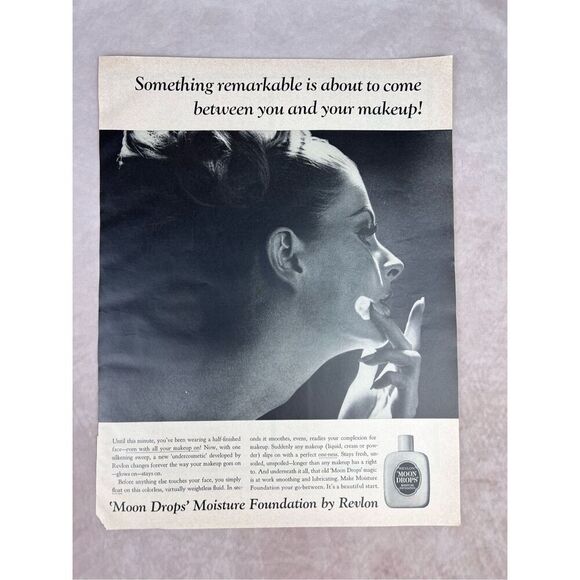 Something remarkable is about to come
between you and your makeup!
Until this minute, you've been wearing a half-finished
face—even with all your makeup on! Now, with one
silkening sweep, a new 'undercosmetic' developed by
Revlon changes forever the way your makeup goes on
—glows on—stays on.
Before anything else touches your face, you simply
float on this colorless, virtually weightless fluid. In sec-
onds it smoothes, evens, readies your complexion for
makeup. Suddenly any makeup (liquid, cream or pow-
der) slips on with a perfect one-ness. Stays fresh, un-
soiled, unspoiled—longer than any makeup has a right
to. And underneath it all, that old 'Moon Drops' magic
is at work smoothing and lubricating. Make Moisture
Foundation your go-between. It's a beautiful start.
REVLON
'MOON
DROPS'
MOISTURE
FOUNDATION
'Moon Drops' Moisture Foundation by Revlon